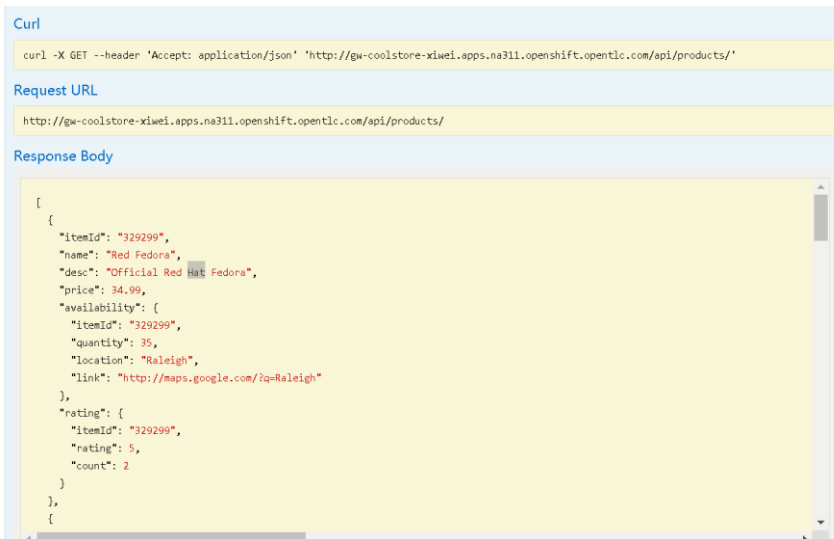 Curl
curl -X GET --header 'Accept: application/json' 'http://gw-coolstore-xiwei.apps.na311.openshift.opentlc.com/api/products/'
Request URL
http://gw-coolstore-xiwei.apps.na311.openshift.opentlc.com/api/products/
Response Body
[
{
"itemId": "329299",
"name": "Red Fedora",
"desc": "Official Red Hat Fedora",
"price": 34.99,
"availability": {
"itemId": "329299",
"quantity": 35,
"location": "Raleigh",
"link": "http://maps.google.com/?q=Raleigh"
},
"rating": {
"itemId": "329299",
"rating": 5,
"count": 2
}
},
{